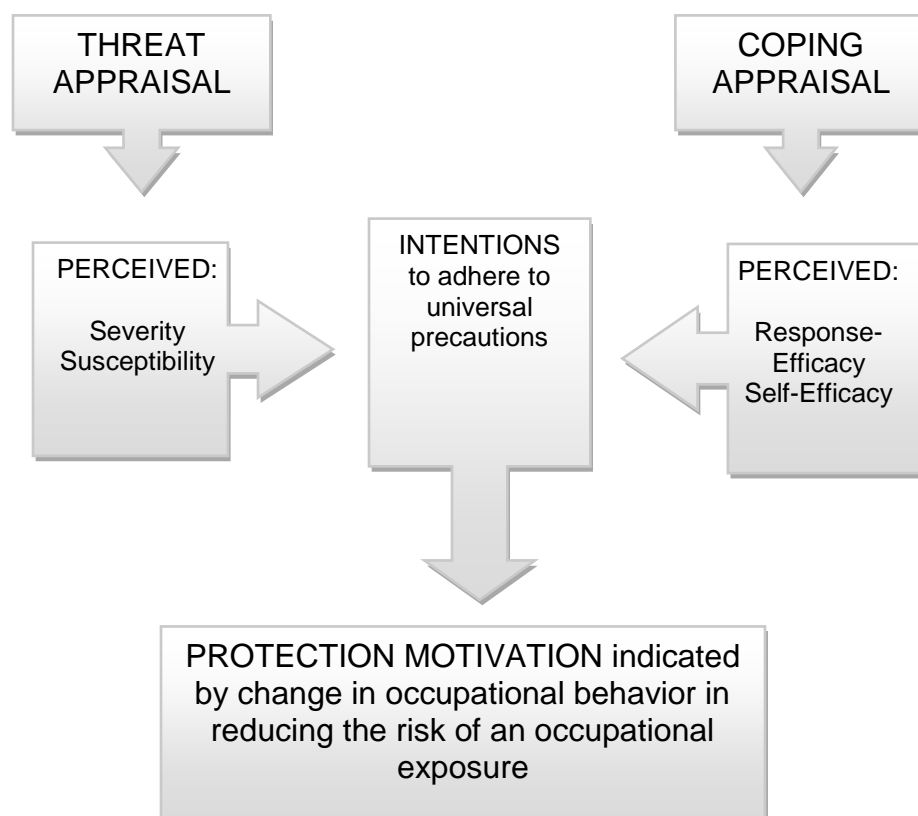 THREAT
APPRAISAL
COPING
APPRAISAL
PERCEIVED:
Severity
Susceptibility
INTENTIONS
to adhere to
universal
precautions
PERCEIVED:
Response-
Efficacy
Self-Efficacy
PROTECTION MOTIVATION indicated
by change in occupational behavior in
reducing the risk of an occupational
exposure